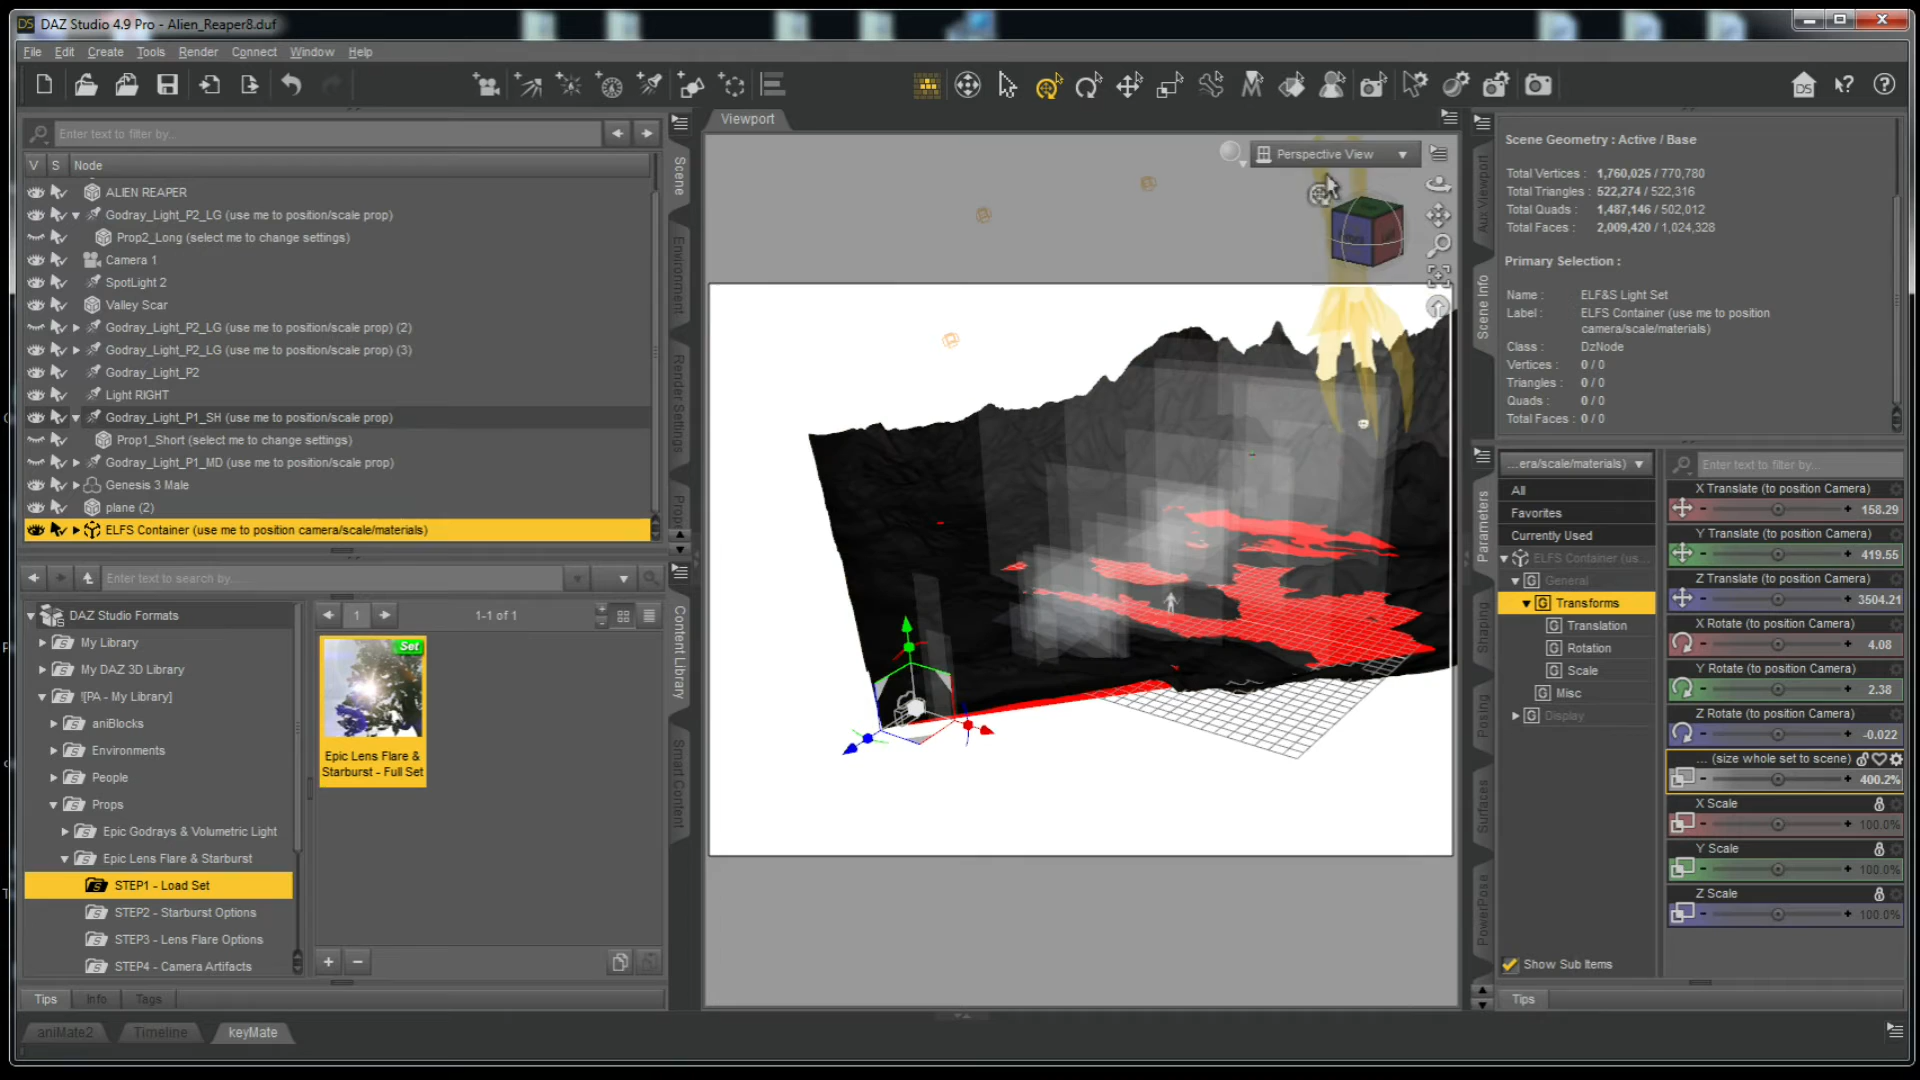 DAZ Studio 4.9 Pro - Alien_Reaper8.duf
File Edit Create Tools Render Connect Window Help
Enter text to filter by...
V S Node
ALIEN REAPER
Godray_Light_P2_LG (use me to position/scale prop)
Prop2_Long (select me to change settings)
Camera 1
SpotLight 2
Valley Scar
Godray_Light_P2_LG (use me to position/scale prop) (2)
Godray_Light_P2_LG (use me to position/scale prop) (3)
Godray_Light_P2
Light RIGHT
Godray_Light_P1_SH (use me to position/scale prop)
Prop1_Short (select me to change settings)
Godray_Light_P1_MD (use me to position/scale prop)
Genesis 3 Male
plane (2)
ELFS Container (use me to position camera/scale/materials)
Scene
Environment
Render Settings
Enter text to search by...
DAZ Studio Formats
My Library
My DAZ 3D Library
![PA - My Library]
aniBlocks
Environments
People
Props
Epic Godrays & Volumetric Light
Epic Lens Flare & Starburst
STEP1 - Load Set
STEP2 - Starburst Options
STEP3 - Lens Flare Options
STEP4 - Camera Artifacts
1
1-1 of 1
Set
Epic Lens Flare &
Starburst - Full Set
Content Library
Smart Content
Tips Info Tags
aniMate2 Timeline keyMate
Viewport
Perspective View
Aux Viewport
Scene Info
Scene Geometry : Active / Base
Total Vertices : 1,760,025 / 770,780
Total Triangles : 522,274 / 522,316
Total Quads : 1,487,146 / 502,012
Total Faces : 2,009,420 / 1,024,328
Primary Selection :
Name : ELF&S Light Set
Label : ELFS Container (use me to position
camera/scale/materials)
Class : DzNode
Vertices : 0 / 0
Triangles : 0 / 0
Quads : 0 / 0
Total Faces : 0 / 0
Parameters
Shaping
Posing
Surfaces
PowerPose
...era/scale/materials)
All
Favorites
Currently Used
ELFS Container (us...
General
Transforms
Translation
Rotation
Scale
Misc
Display
Show Sub Items
Tips
Enter text to filter by...
X Translate (to position Camera)
158.29
Y Translate (to position Camera)
419.55
Z Translate (to position Camera)
3504.21
X Rotate (to position Camera)
4.08
Y Rotate (to position Camera)
2.38
Z Rotate (to position Camera)
-0.022
... (size whole set to scene)
400.2%
X Scale
100.0%
Y Scale
100.0%
Z Scale
100.0%